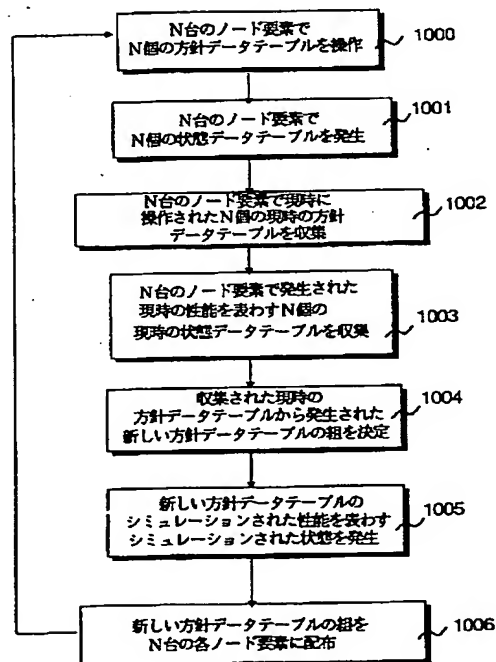 N台のノード要素で
N個の方針データテーブルを操作
1000
N台のノード要素で
N個の状態データテーブルを発生
1001
N台のノード要素で現時に
操作されたN個の現時の方針
データテーブルを収集
1002
N台のノード要素で発生された
現時の性能を表わすN個の
現時の状態データテーブルを収集
1003
収集された現時の
方針データテーブルから発生された
新しい方針データテーブルの組を決定
1004
新しい方針データテーブルの
シミュレーションされた性能を表わす
シミュレーションされた状態を発生
1005
新しい方針データテーブルの組を
N台の各ノード要素に配布
1006